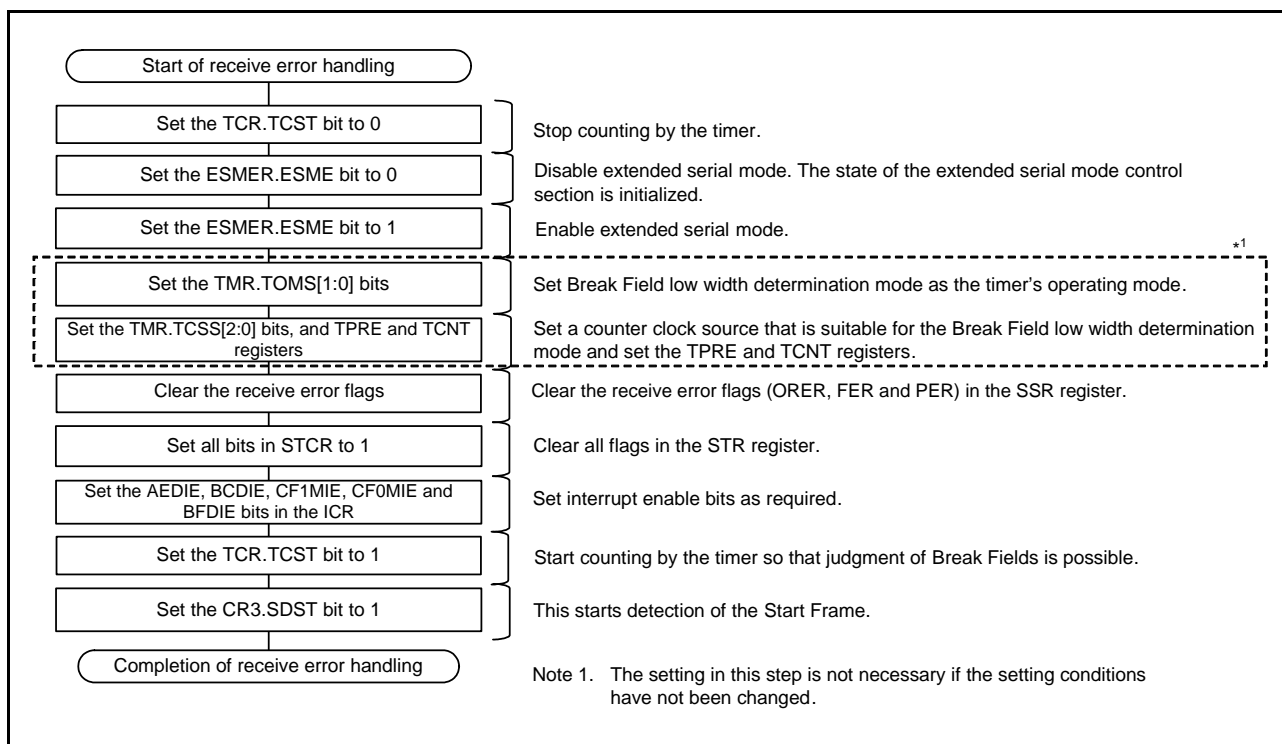 Start of receive error handling
Set the TCR.TCST bit to 0
Stop counting by the timer.
Set the ESMER.ESME bit to 0
Disable extended serial mode. The state of the extended serial mode control
section is initialized.
Set the ESMER.ESME bit to 1
Enable extended serial mode.
*1
Set the TMR.TOMS[1:0] bits
Set Break Field low width determination mode as the timer's operating mode.
Set the TMR.TCSS[2:0] bits, and TPRE and TCNT
registers
Set a counter clock source that is suitable for the Break Field low width determination
mode and set the TPRE and TCNT registers.
Clear the receive error flags
Clear the receive error flags (ORER, FER and PER) in the SSR register.
Set all bits in STCR to 1
Clear all flags in the STR register.
Set the AEDIE, BCDIE, CF1MIE, CF0MIE and
BFDIE bits in the ICR
Set interrupt enable bits as required.
Set the TCR.TCST bit to 1
Start counting by the timer so that judgment of Break Fields is possible.
Set the CR3.SDST bit to 1
This starts detection of the Start Frame.
Completion of receive error handling
Note 1. The setting in this step is not necessary if the setting conditions
have not been changed.